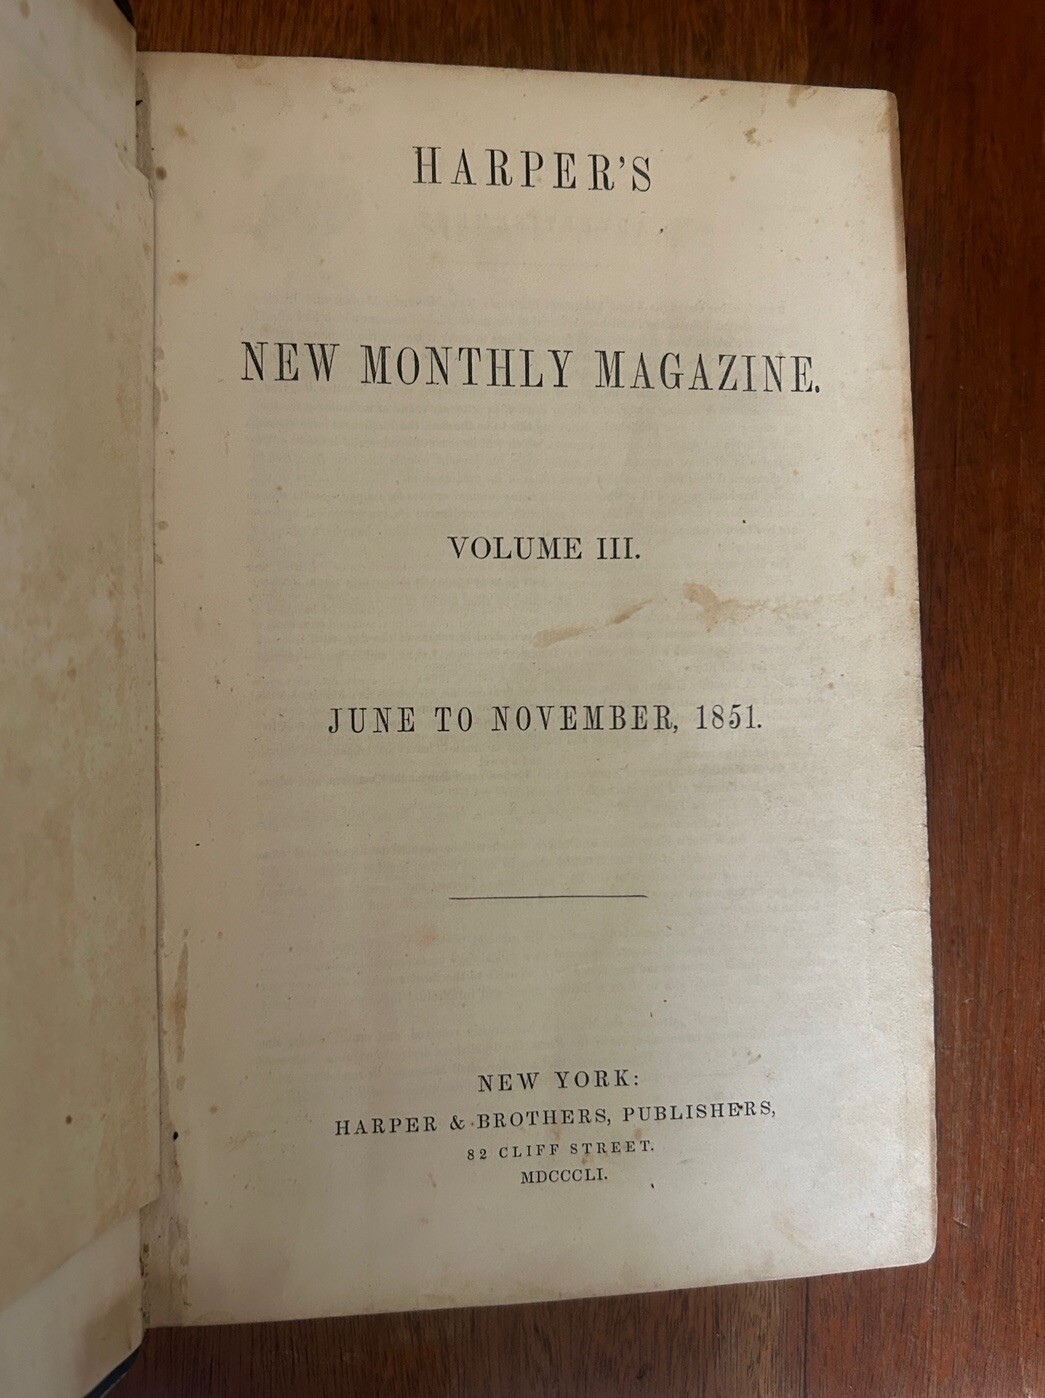 HARPER'S
NEW MONTHLY MAGAZINE.
VOLUME III.
JUNE TO NOVEMBER, 1851.
NEW YORK:
HARPER & BROTHERS, PUBLISHERS,
82 CLIFF STREET.
MDCCCLI.